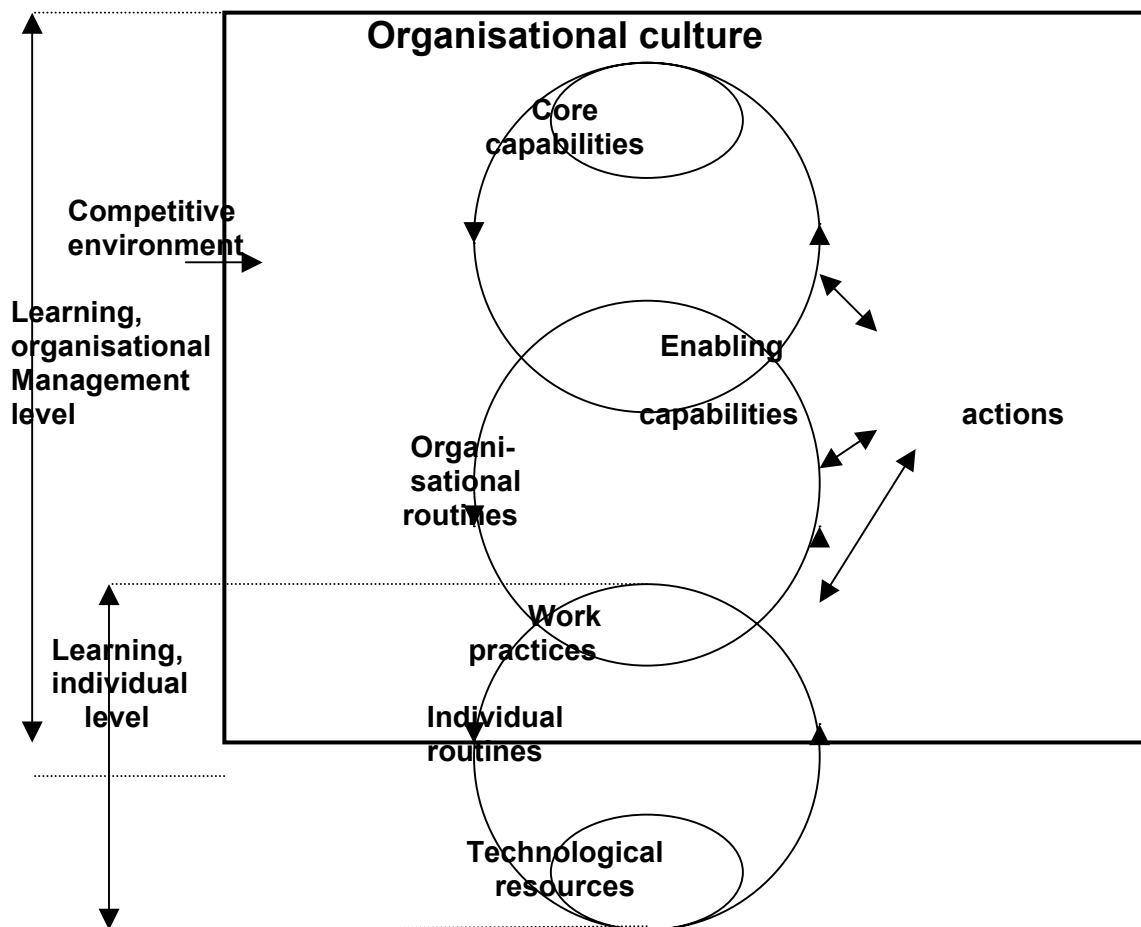 Organisational culture
Core
capabilities
Competitive
environment
Learning,
organisational
Management
level
Enabling
capabilities
actions
Organi-
sational
routines
Work
practices
Learning,
individual
level
Individual
routines
Technological
resources